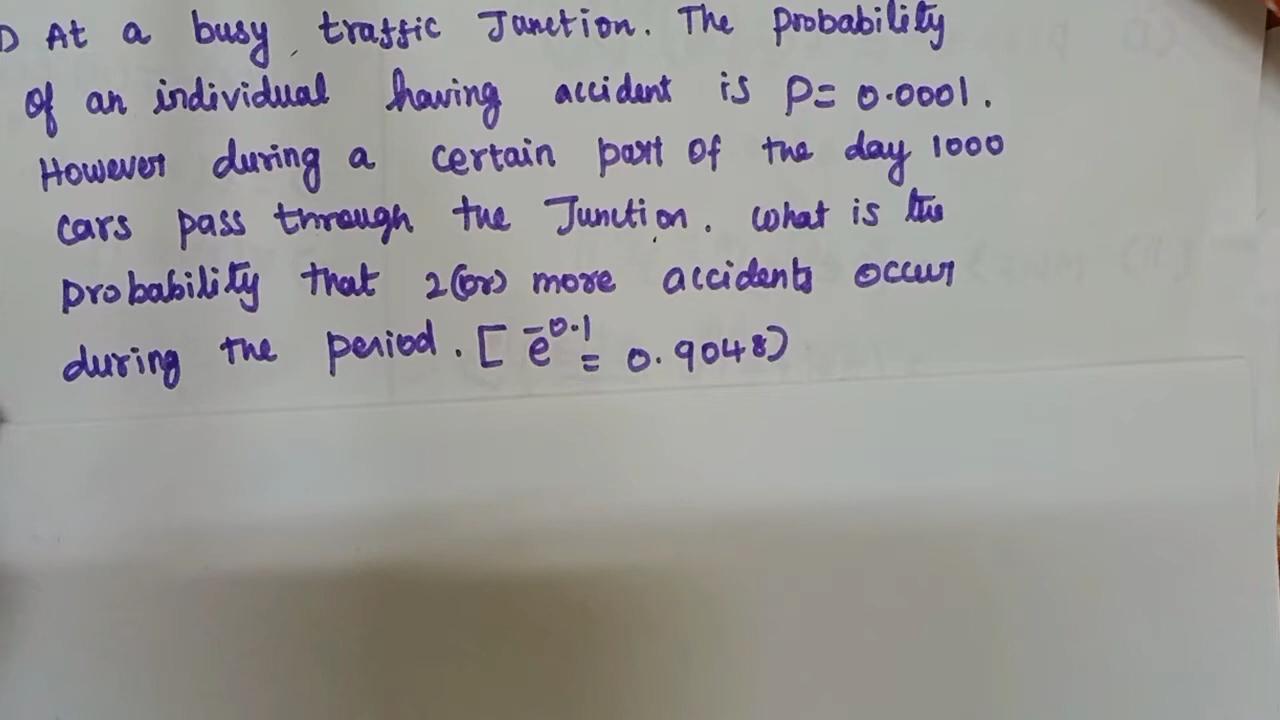 D At a busy traffic Junction. The probability
of an individual having accident is P= 0.0001.
However during a certain part of the day 1000
cars pass through the Junction. what is the
probability that 2(or) more accidents occur
during the period. [ e^-0.1 = 0.9048)